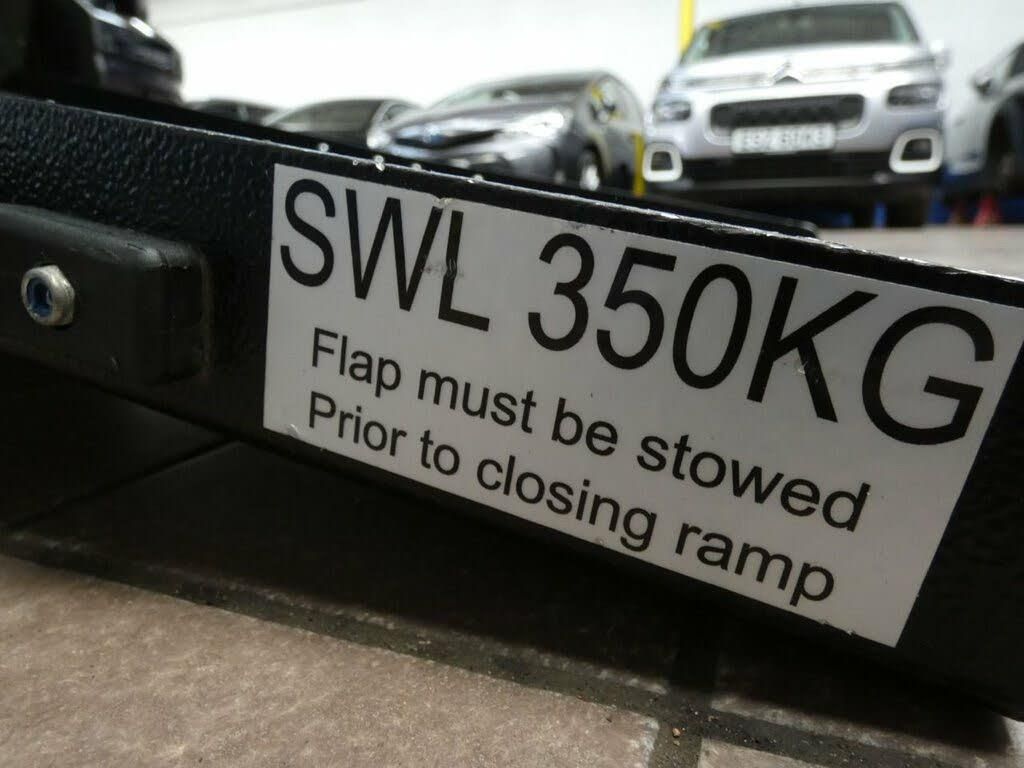 SWL 350KG
Flap must be stowed
Prior to closing ramp